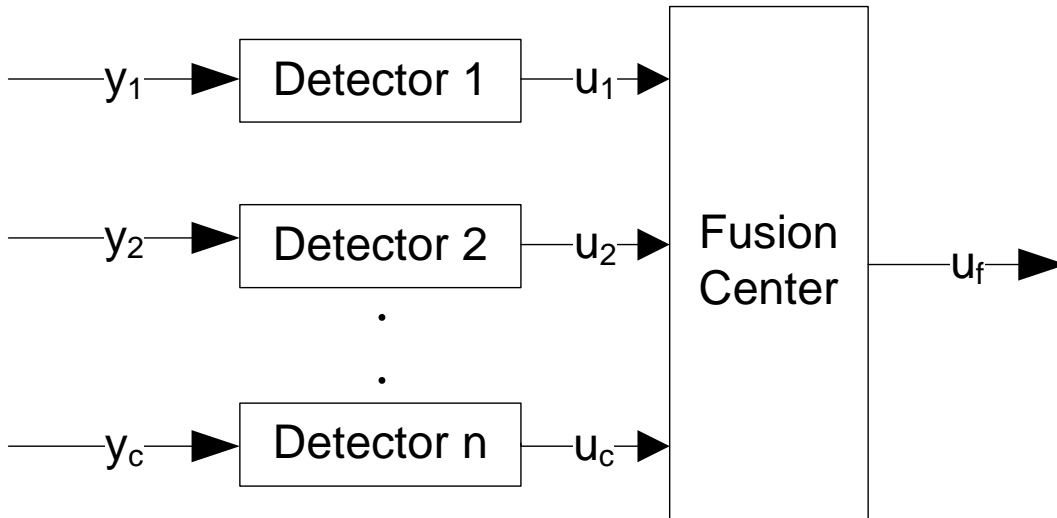 y1 Detector 1 u1
y2 Detector 2 u2
Fusion
Center
uf
yc Detector n uc